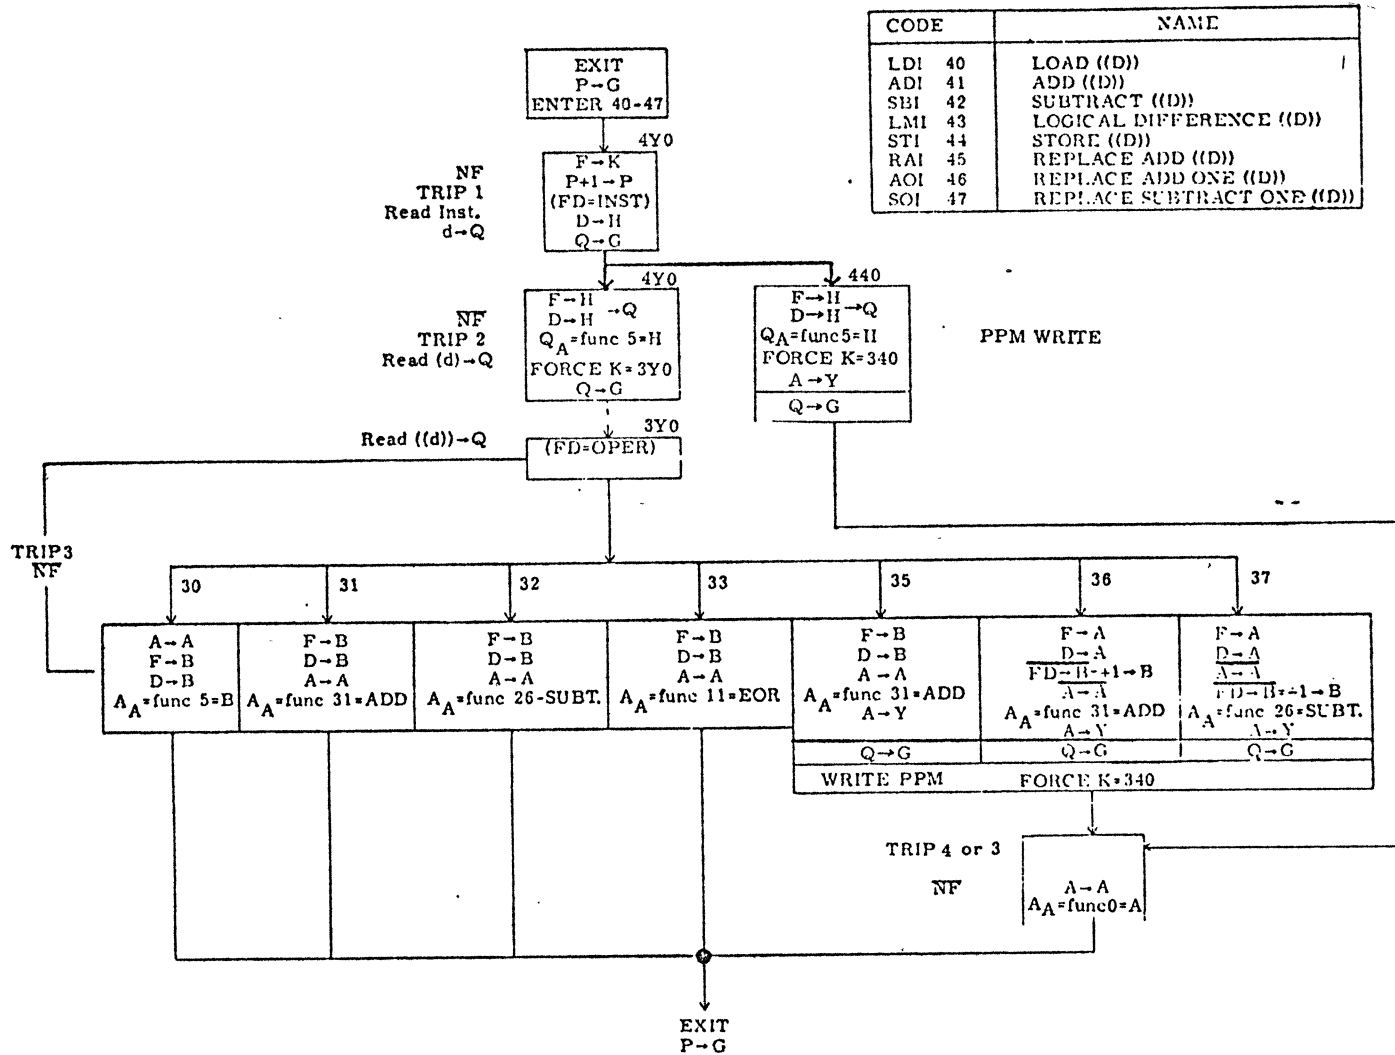 CODE NAME
LDI 40 LOAD ((D))
ADI 41 ADD ((D))
SBI 42 SUBTRACT ((D))
LMI 43 LOGICAL DIFFERENCE ((D))
STI 44 STORE ((D))
RAI 45 REPLACE ADD ((D))
AOI 46 REPLACE ADD ONE ((D))
SOI 47 REPLACE SUBTRACT ONE ((D))
EXIT
P→G
ENTER 40-47
4Y0
NF
TRIP 1
Read Inst.
d→Q
F→K
P+1→P
(FD=INST)
D→H
Q→G
4Y0
N̅F̅
TRIP 2
Read (d)→Q
F→H
D→H →Q
QA=func 5=H
FORCE K=3Y0
Q→G
440
F→H
D→H →Q
QA=func5=H
FORCE K=340
A→Y
Q→G
PPM WRITE
3Y0
Read ((d))→Q
(FD=OPER)
TRIP3
N̅F̅
30
A→A
F→B
D→B
AA=func 5=B
31
F→B
D→B
A→A
AA=func 31=ADD
32
F→B
D→B
A→A
AA=func 26-SUBT.
33
F→B
D→B
A→A
AA=func 11=EOR
35
F→B
D→B
A→A
AA=func 31=ADD
A→Y
Q→G
36
F→A
D→A
F̅D̅→̅B̅=+1→B
A̅→̅A̅
AA=func 31=ADD
A→Y
Q→G
37
F→A
D→A
A̅→̅A̅
F̅D̅→̅B̅=+1→B
AA=func 26=SUBT.
A→Y
Q→G
WRITE PPM FORCE K=340
TRIP 4 or 3
N̅F̅
A→A
AA=func0=A
EXIT
P→G